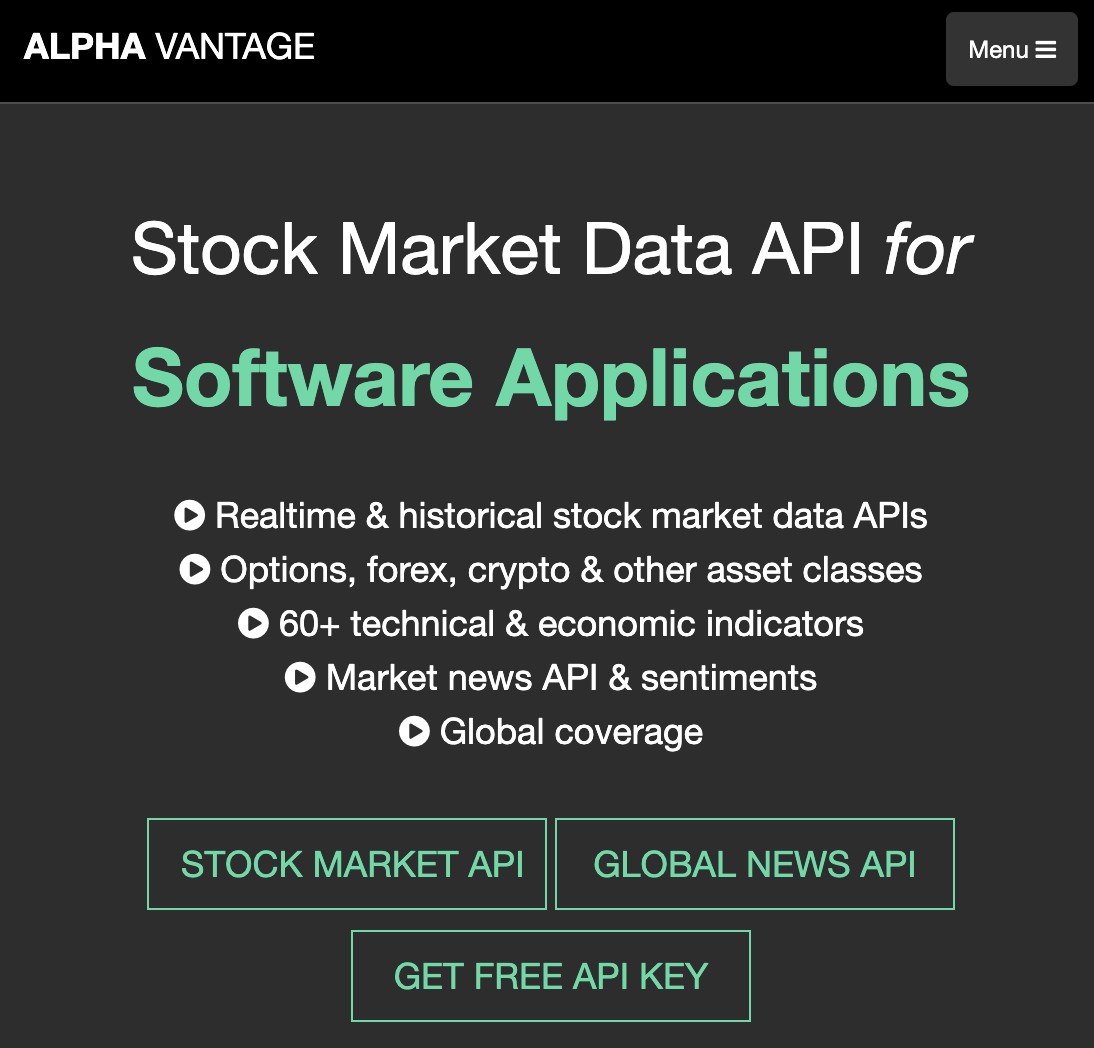 ALPHA VANTAGE
Menu
Stock Market Data API for
Software Applications
Realtime & historical stock market data APIs
Options, forex, crypto & other asset classes
60+ technical & economic indicators
Market news API & sentiments
Global coverage
STOCK MARKET API
GLOBAL NEWS API
GET FREE API KEY